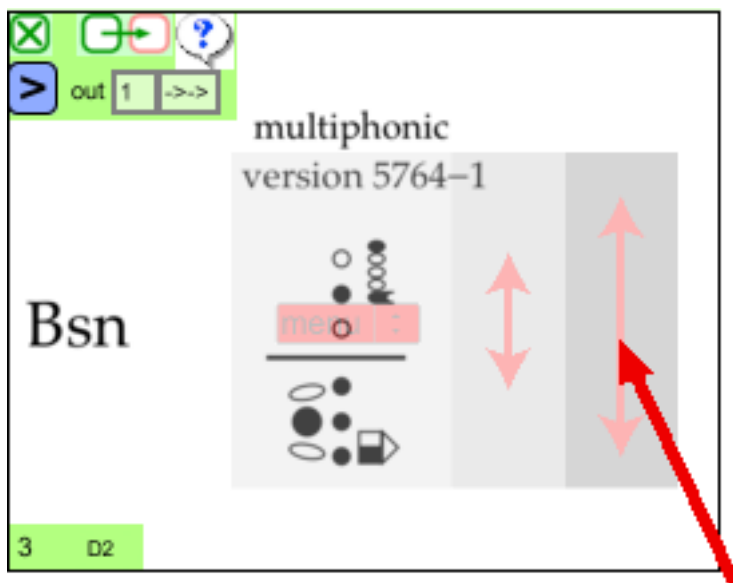 ?
> out 1 ->->
multiphonic
version 5764–1
Bsn
menu
3 D2